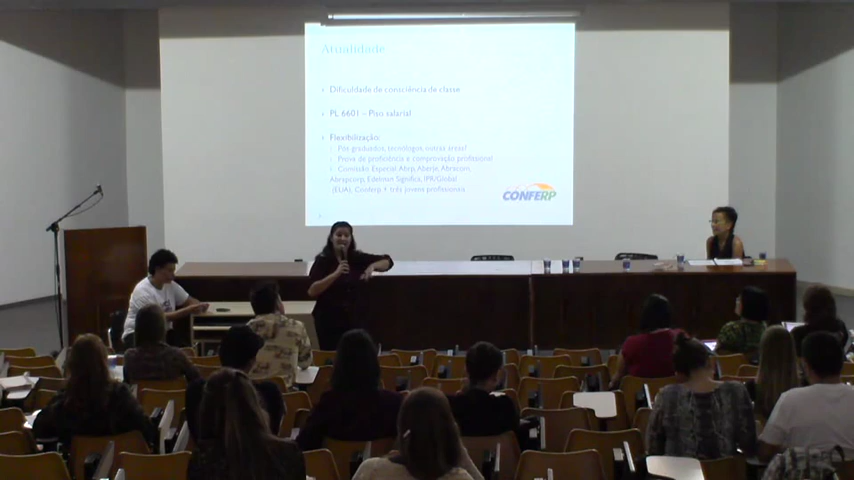 Atualidade
Dificuldade de consciência de classe
PL 6601 - Piso salarial
Flexibilização:
Pós graduados, tecnólogos, outras áreas?
Prova de proficiência e comprovação profissional
Comissão Especial Abrp, Aberje, Abracom,
Abrapcorp, Edelman Significa, IPR/Global
(EUA), Conferp + três jovens profissionais
CONFERP